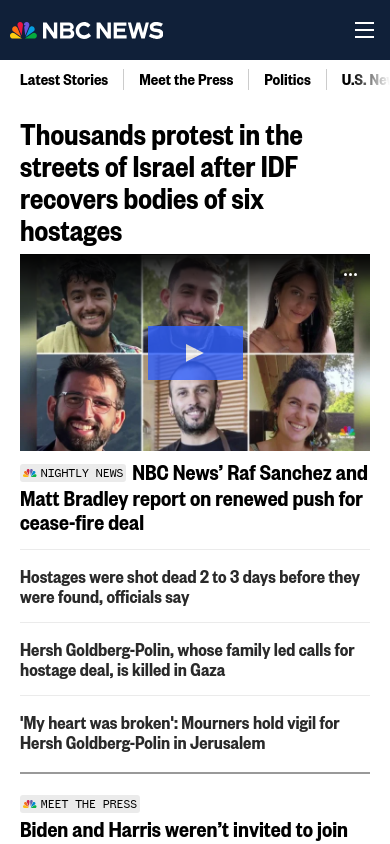 NBC NEWS
Latest Stories
Meet the Press
Politics
U.S. Ne
Thousands protest in the
streets of Israel after IDF
recovers bodies of six
hostages
NIGHTLY NEWS NBC News’ Raf Sanchez and
Matt Bradley report on renewed push for
cease-fire deal
Hostages were shot dead 2 to 3 days before they
were found, officials say
Hersh Goldberg-Polin, whose family led calls for
hostage deal, is killed in Gaza
'My heart was broken': Mourners hold vigil for
Hersh Goldberg-Polin in Jerusalem
MEET THE PRESS
Biden and Harris weren’t invited to join